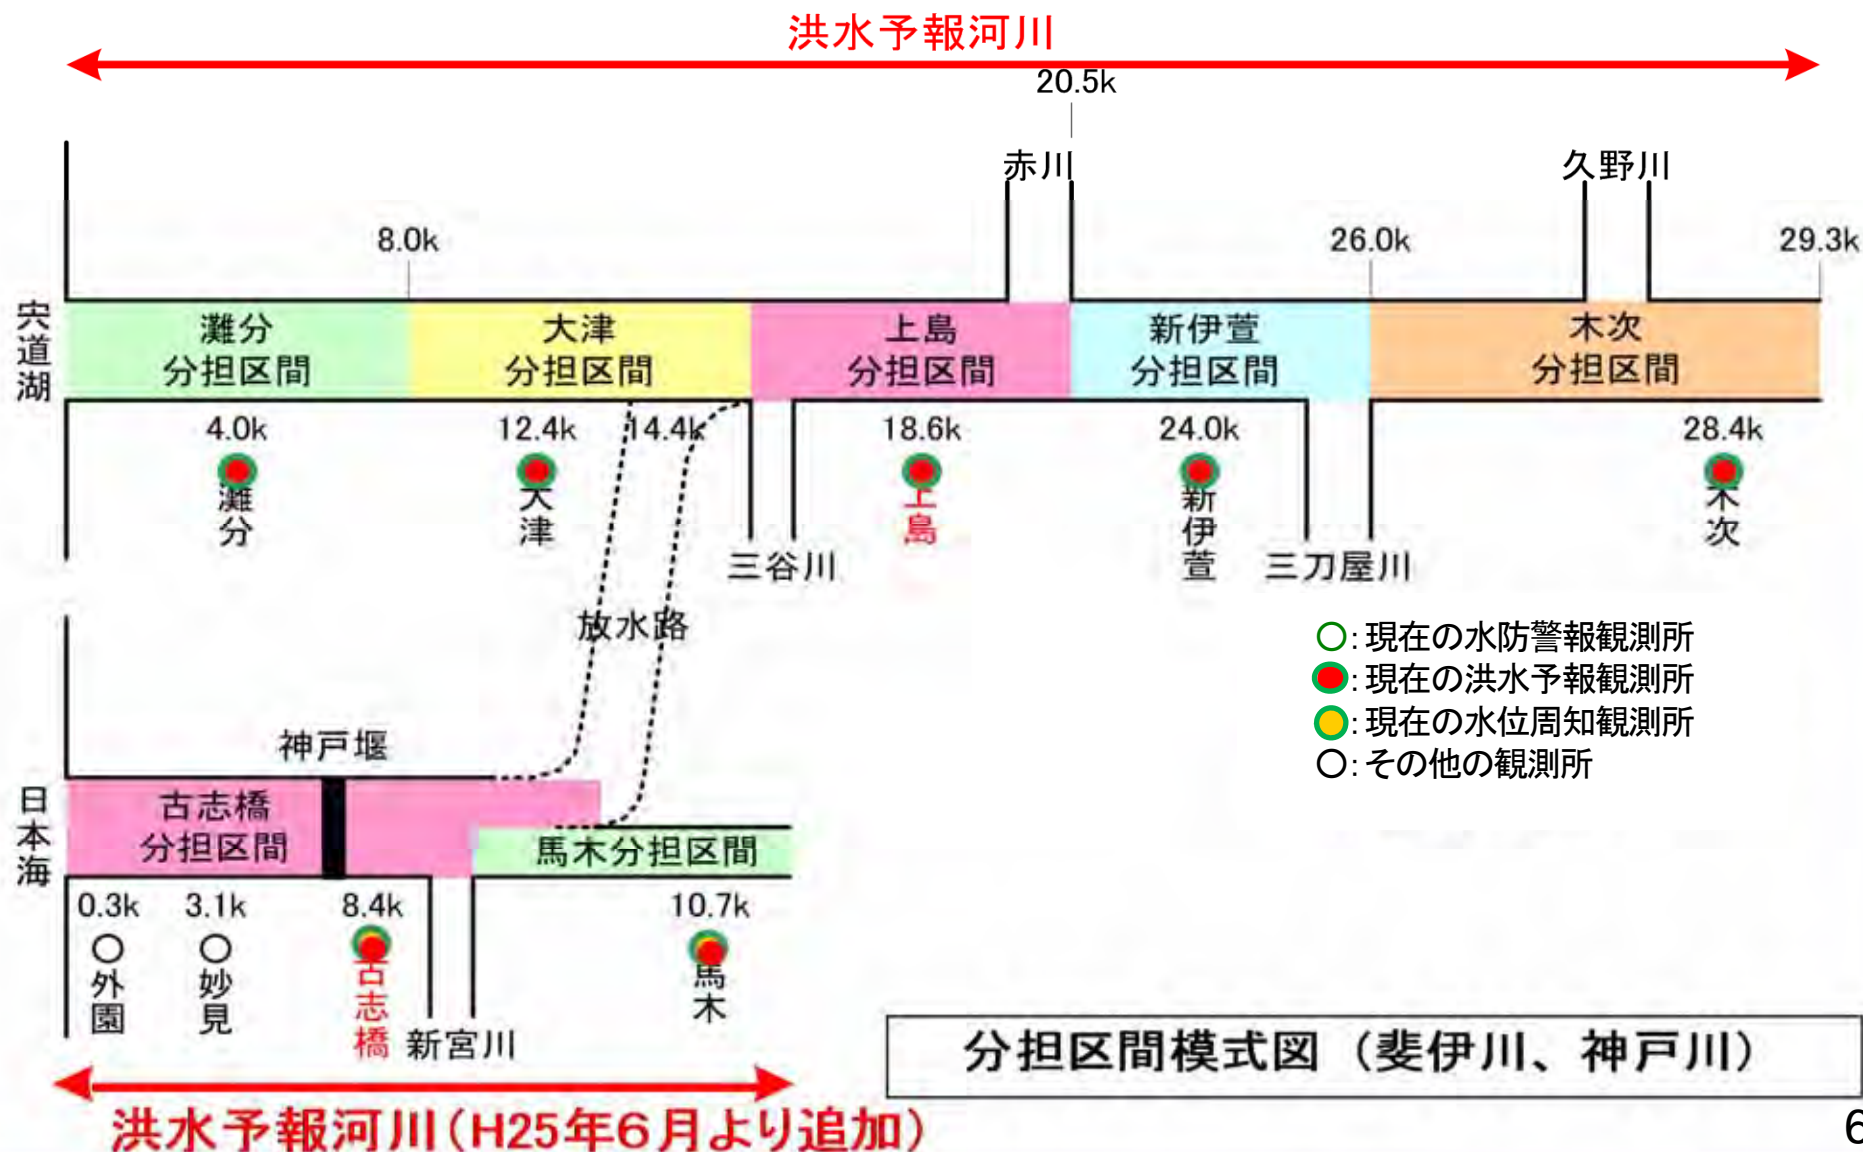 洪水予報河川
20.5k
赤川
久野川
8.0k
26.0k
29.3k
宍道湖
灘分
分担区間
大津
分担区間
上島
分担区間
新伊萱
分担区間
木次
分担区間
4.0k
12.4k
14.4k
18.6k
24.0k
28.4k
灘分
大津
上島
新伊萱
木次
三谷川
三刀屋川
放水路
○:現在の水防警報観測所
:現在の洪水予報観測所
:現在の水位周知観測所
○:その他の観測所
神戸堰
日本海
古志橋
分担区間
馬木分担区間
0.3k
3.1k
8.4k
10.7k
外園
妙見
古志橋
馬木
新宮川
分担区間模式図（斐伊川、神戸川）
洪水予報河川(H25年6月より追加)
6